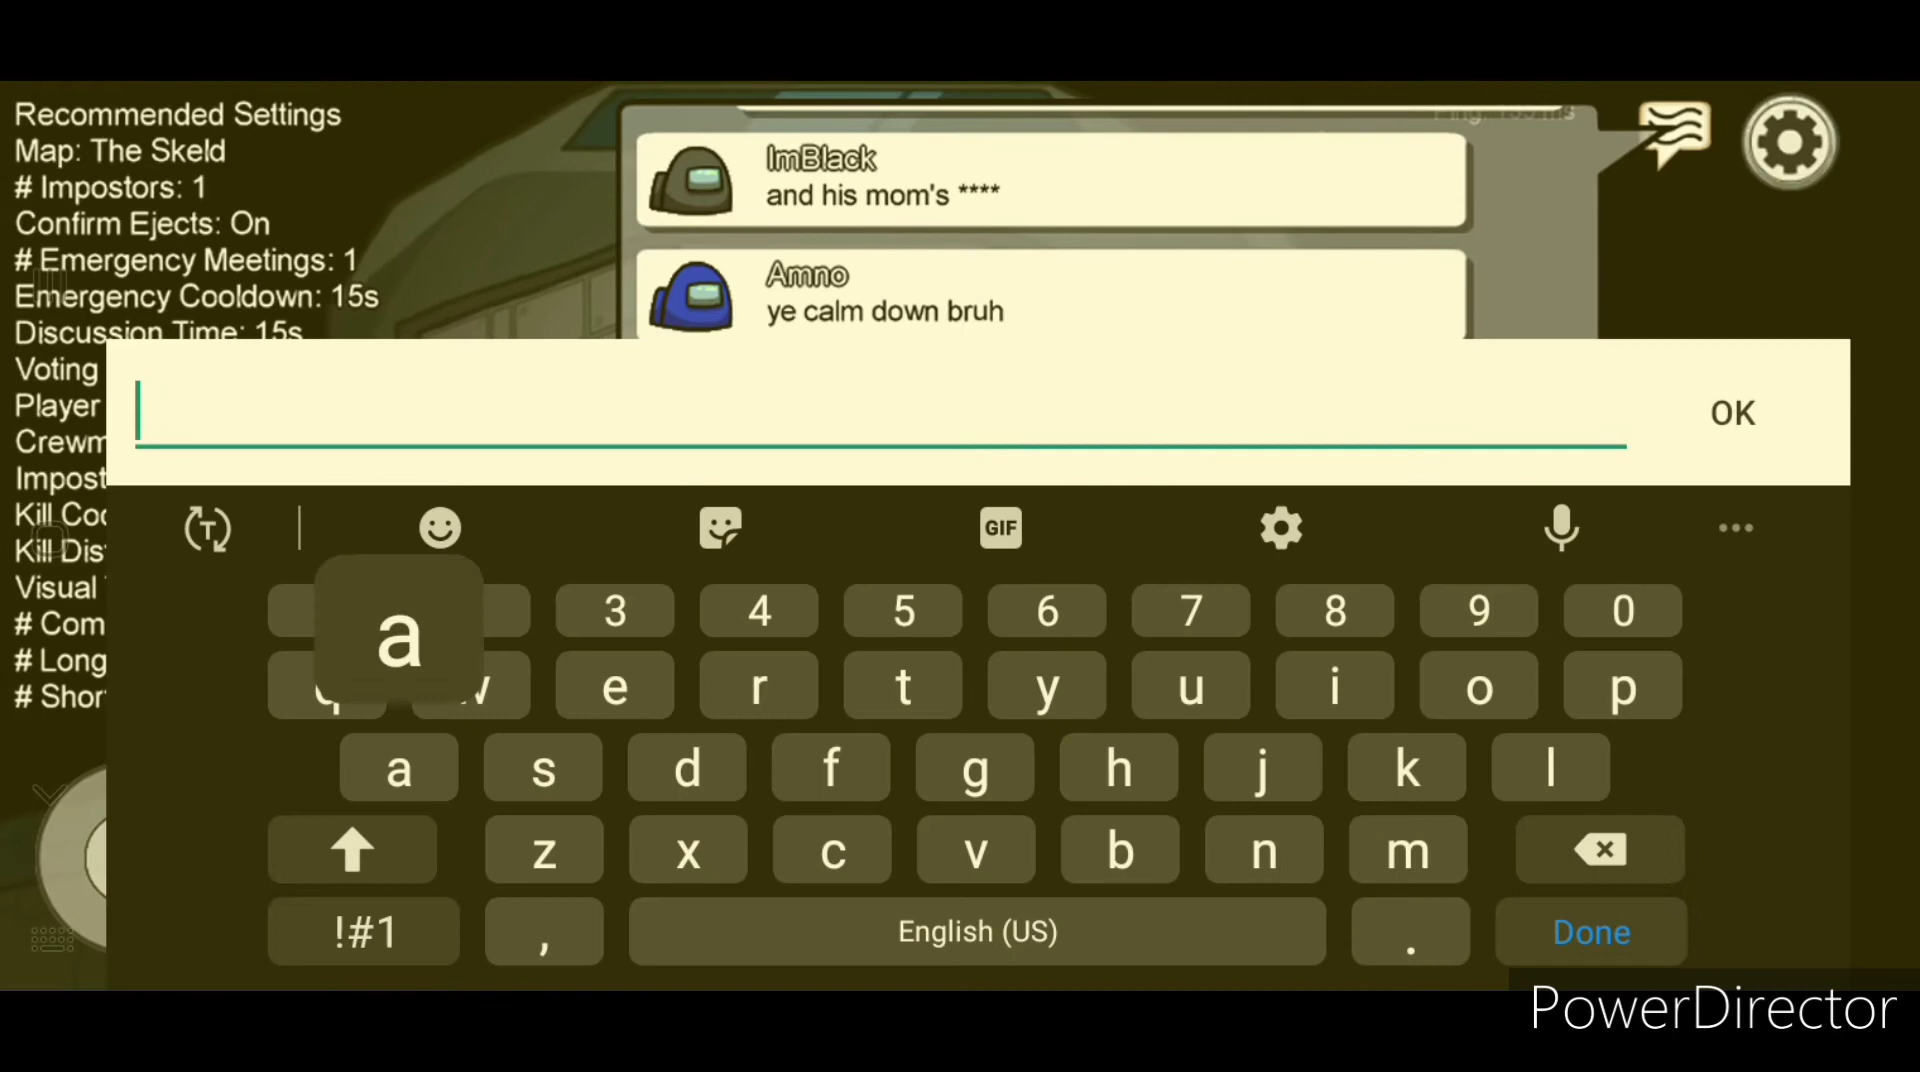 Recommended Settings
Map: The Skeld
# Impostors: 1
Confirm Ejects: On
# Emergency Meetings: 1
Emergency Cooldown: 15s
Discussion Time: 15s
Voting
Player
Crewm
Impost
Kill Coo
Kill Dis
Visual
# Com
# Long
# Shor
ImBlack
and his mom's ****
Amno
ye calm down bruh
OK
T
GIF
a
3 4 5 6 7 8 9 0
q w e r t y u i o p
a s d f g h j k l
z x c v b n m
!#1 , English (US) . Done
PowerDirector